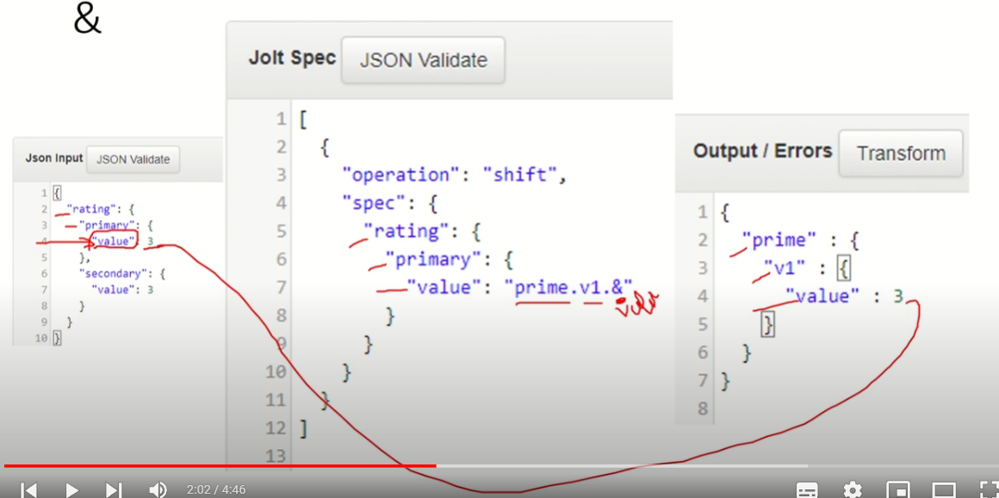 &
Json Input JSON Validate
1 {
2 "rating": {
3 "primary": {
4 "value": 3
5 },
6 "secondary": {
7 "value": 3
8 }
9 }
10 }
Jolt Spec JSON Validate
1 [
2 {
3 "operation": "shift",
4 "spec": {
5 "rating": {
6 "primary": {
7 "value": "prime.v1.&"
8 }
9 }
10 }
11 }
12 ]
13
Output / Errors Transform
1 {
2 "prime" : {
3 "v1" : {
4 "value" : 3
5 }
6 }
7 }
8
2:02 / 4:46